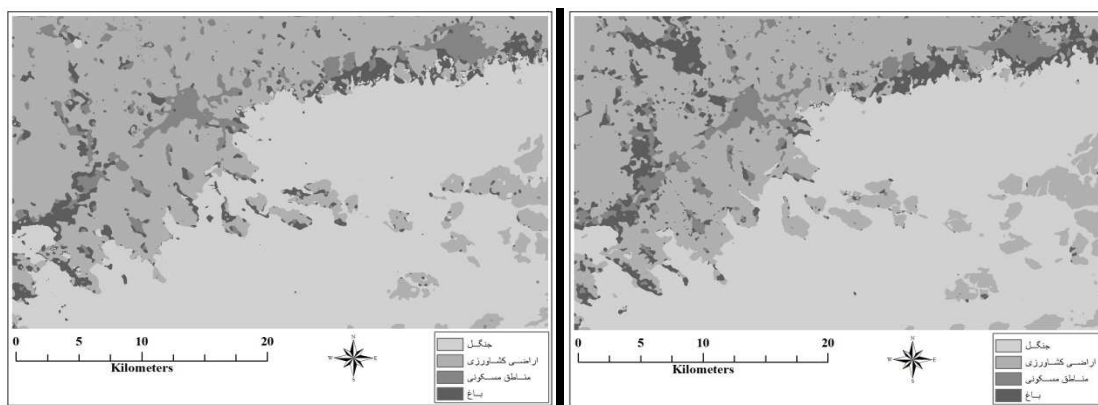 0 5 10 20
Kilometers
N
W E
S
جنگل
اراضی کشاورزی
مناطق مسکونی
باغ
0 5 10 20
Kilometers
N
W E
S
جنگل
اراضی کشاورزی
مناطق مسکونی
باغ